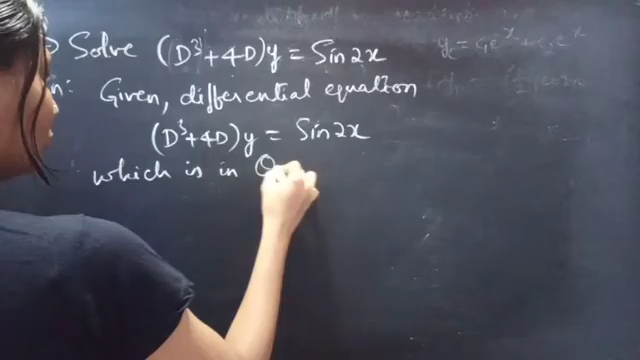 Solve (D³+4D)y = Sin2x
Given, differential equation
(D³+4D)y = Sin2x
which is in